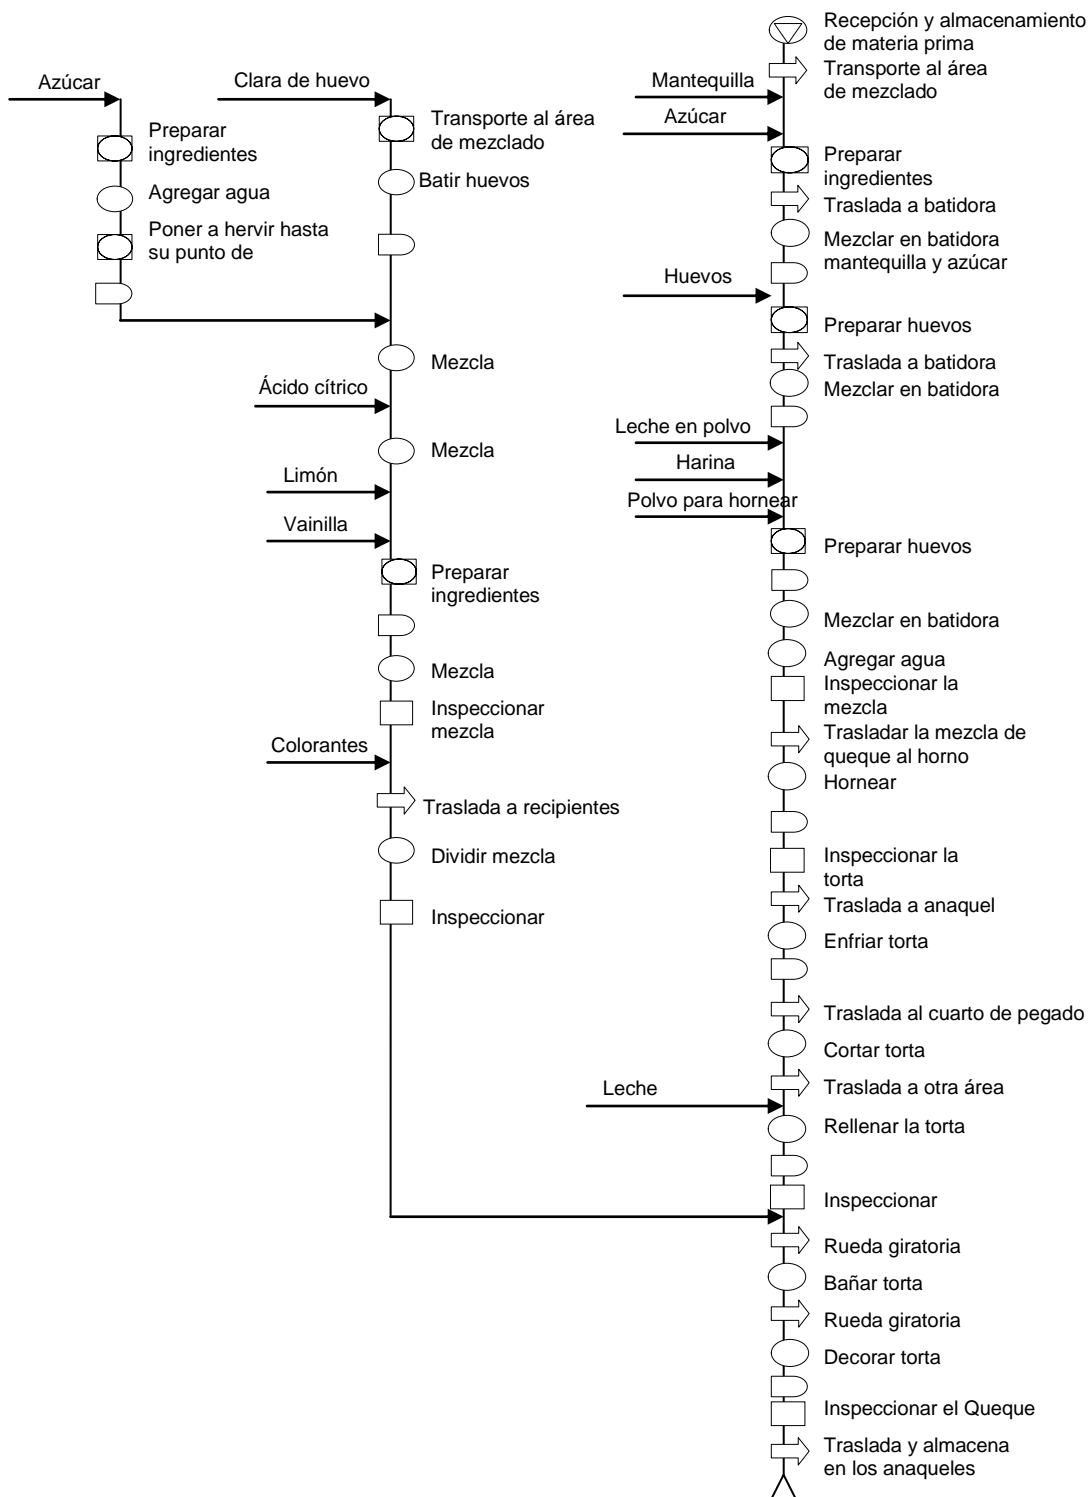 Azúcar
Preparar
ingredientes
Agregar agua
Poner a hervir hasta
su punto de
Clara de huevo
Transporte al área
de mezclado
Batir huevos
Mezcla
Ácido cítrico
Mezcla
Limón
Vainilla
Preparar
ingredientes
Mezcla
Inspeccionar
mezcla
Colorantes
Traslada a recipientes
Dividir mezcla
Inspeccionar
Recepción y almacenamiento
de materia prima
Transporte al área
de mezclado
Mantequilla
Azúcar
Preparar
ingredientes
Traslada a batidora
Mezclar en batidora
mantequilla y azúcar
Huevos
Preparar huevos
Traslada a batidora
Mezclar en batidora
Leche en polvo
Harina
Polvo para hornear
Preparar huevos
Mezclar en batidora
Agregar agua
Inspeccionar la
mezcla
Trasladar la mezcla de
queque al horno
Hornear
Inspeccionar la
torta
Traslada a anaquel
Enfriar torta
Traslada al cuarto de pegado
Cortar torta
Traslada a otra área
Leche
Rellenar la torta
Inspeccionar
Rueda giratoria
Bañar torta
Rueda giratoria
Decorar torta
Inspeccionar el Queque
Traslada y almacena
en los anaqueles